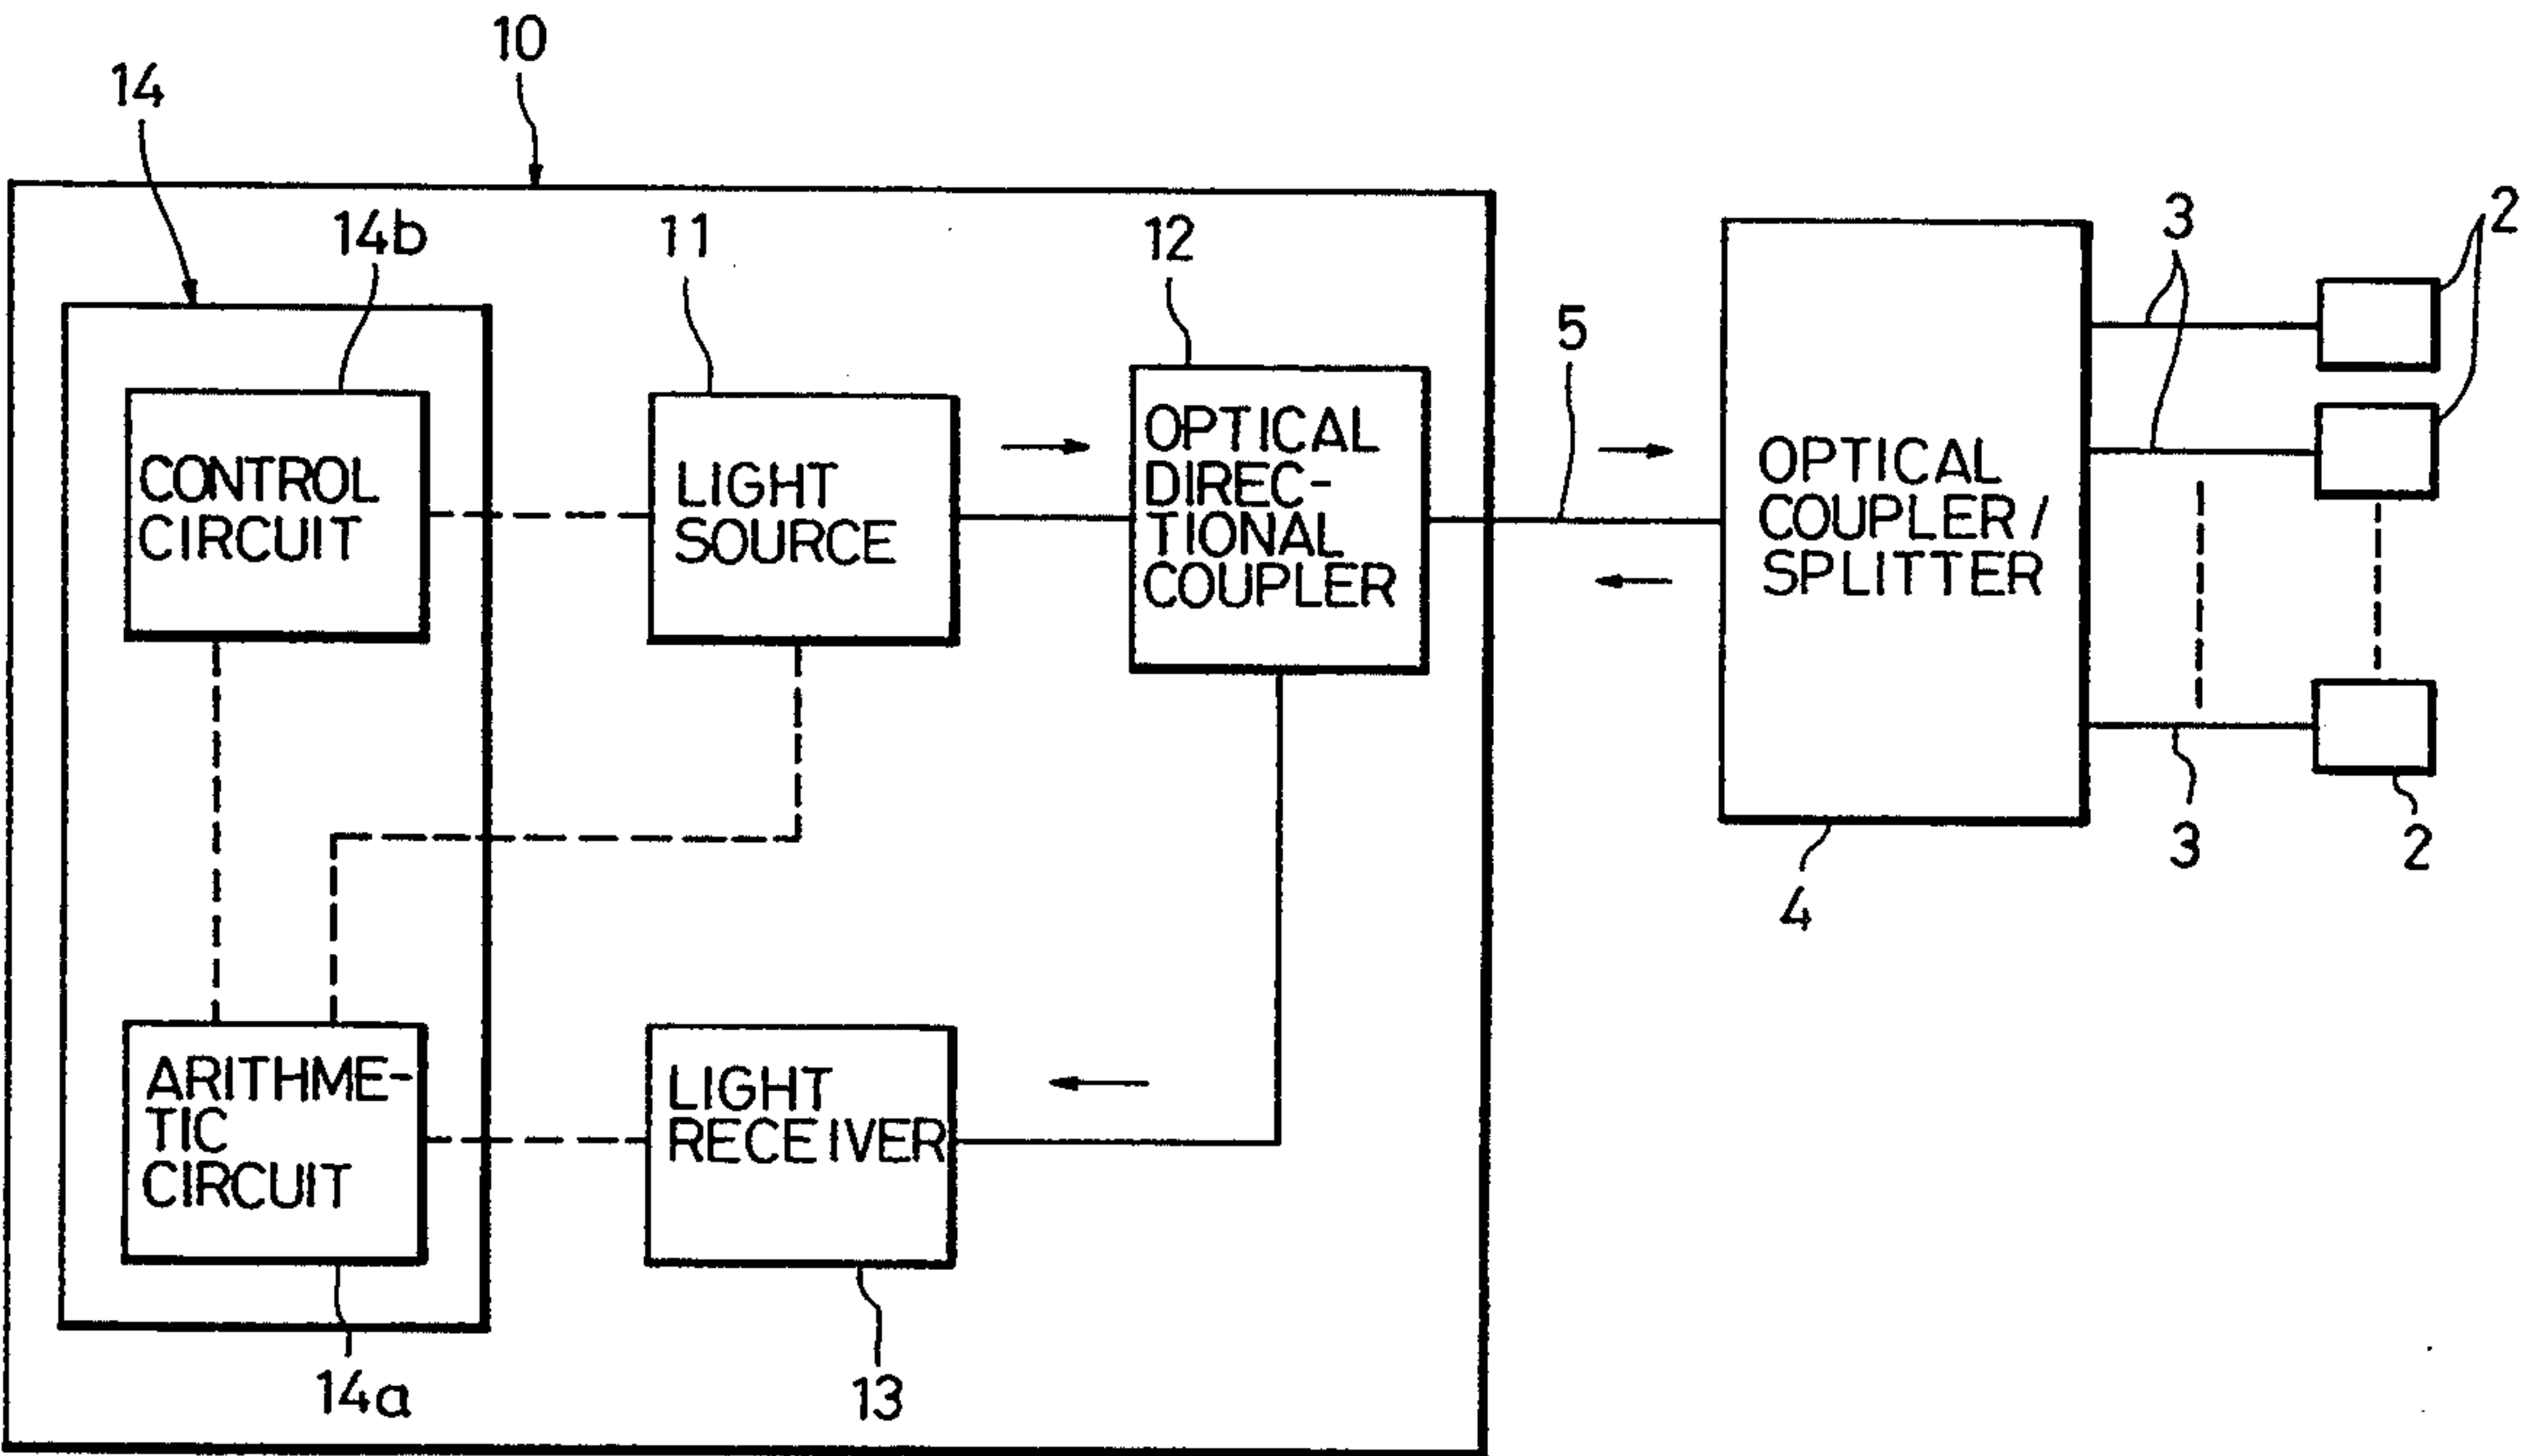 10
14
14b
11
12
3
2
5
CONTROL
CIRCUIT
LIGHT
SOURCE
OPTICAL
DIREC-
TIONAL
COUPLER
OPTICAL
COUPLER/
SPLITTER
3
2
4
ARITHME-
TIC
CIRCUIT
LIGHT
RECEIVER
14a
13